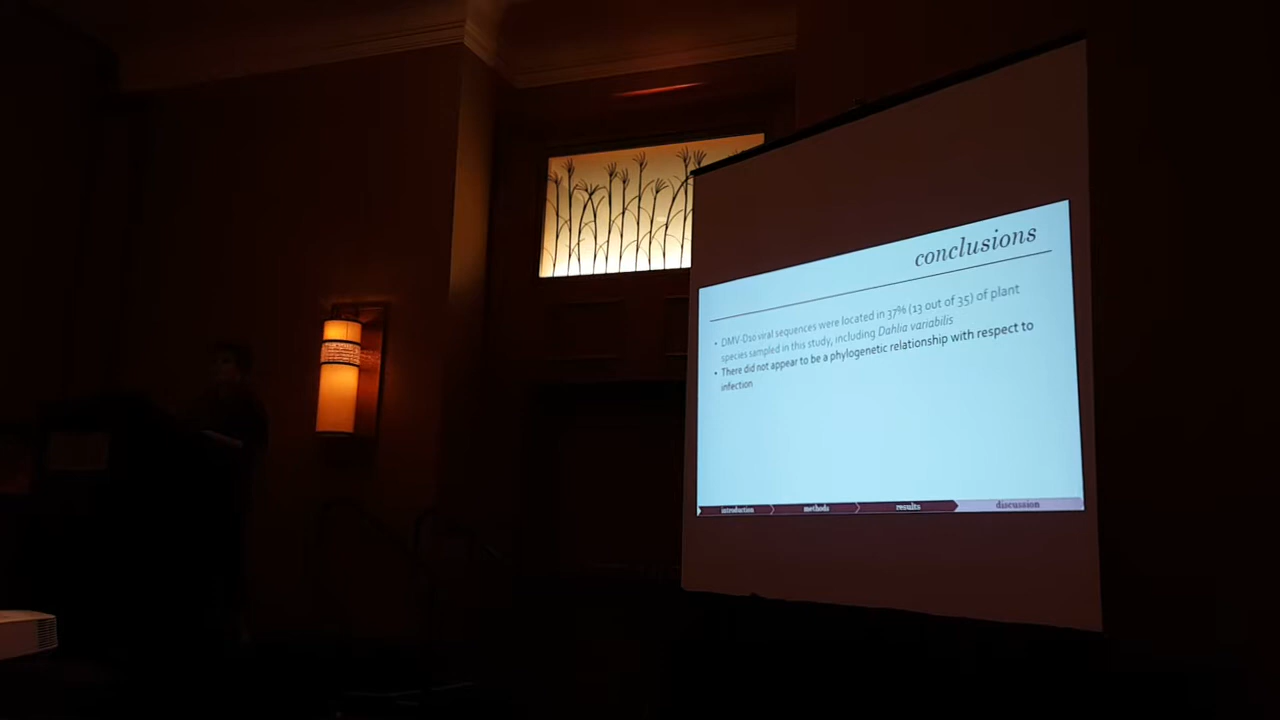 conclusions
• DMV-D10 viral sequences were located in 37% (13 out of 35) of plant
species sampled in this study, including Dahlia variabilis
• There did not appear to be a phylogenetic relationship with respect to
infection
introduction methods results discussion